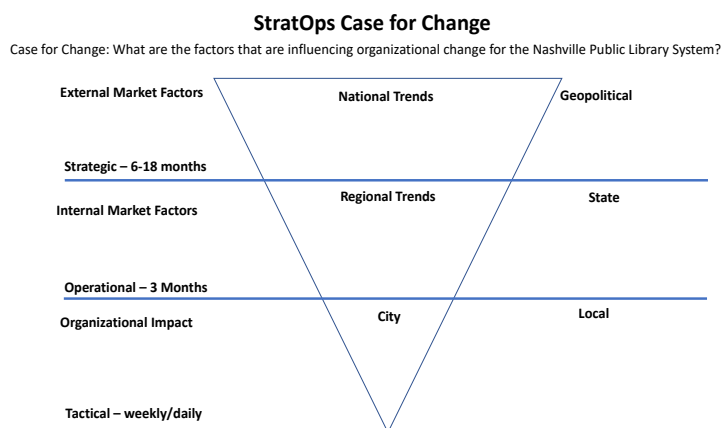 StratOps Case for Change
Case for Change: What are the factors that are influencing organizational change for the Nashville Public Library System?
External Market Factors
National Trends
Geopolitical
Strategic – 6-18 months
Internal Market Factors
Regional Trends
State
Operational – 3 Months
Organizational Impact
City
Local
Tactical – weekly/daily